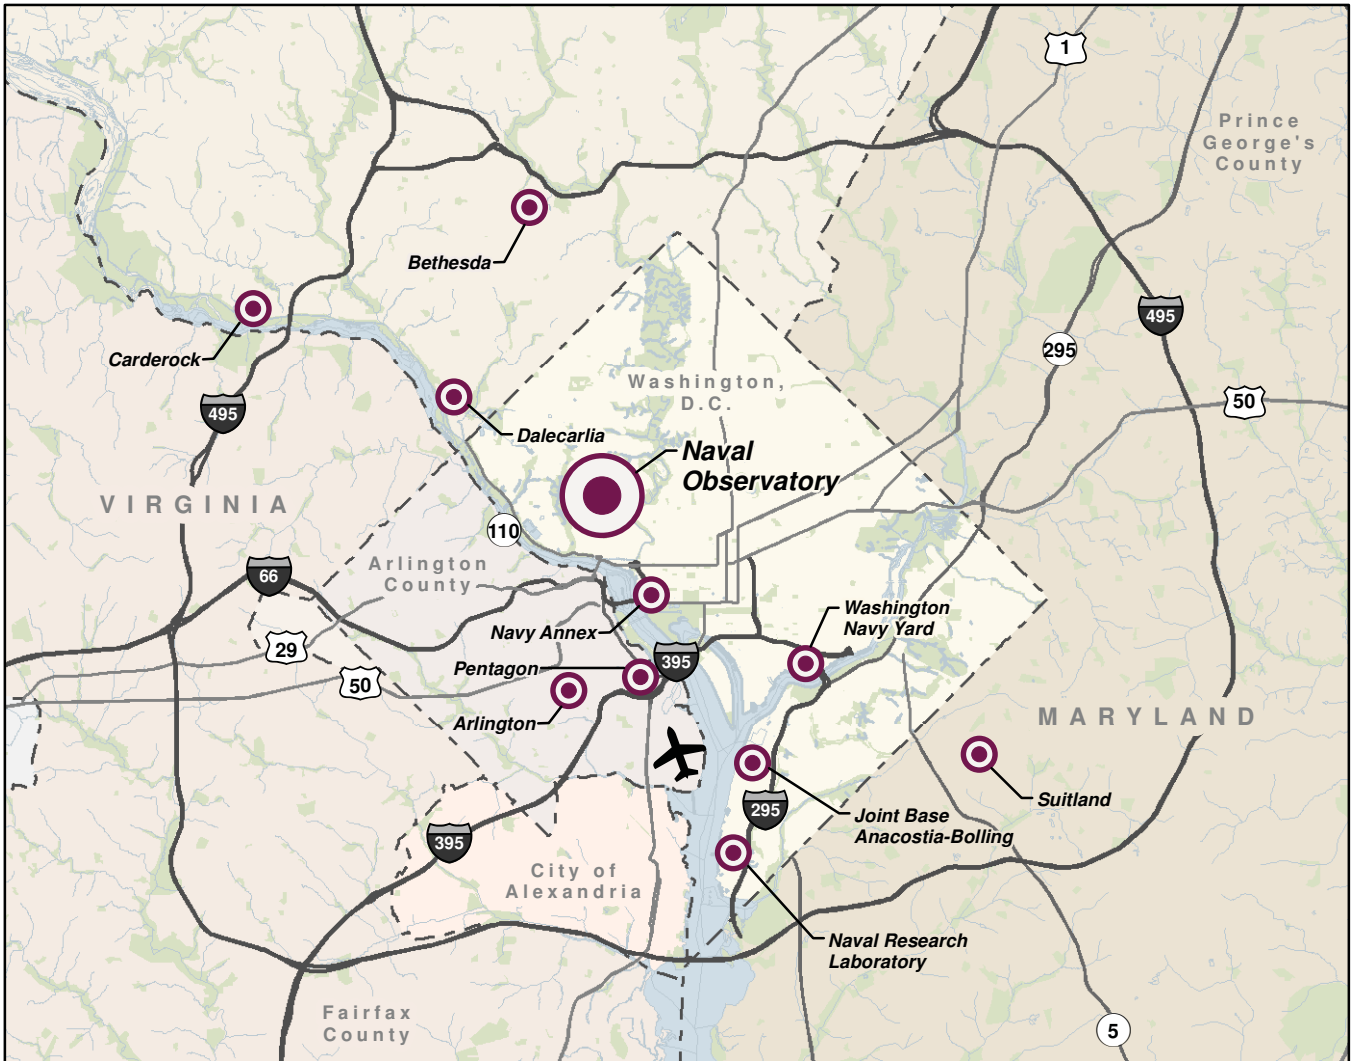 1
Prince
George's
County
Bethesda
495
Carderock
295
Washington,
D.C.
50
495
Dalecarlia
Naval
Observatory
VIRGINIA
110
Arlington
County
66
Washington
Navy Yard
Navy Annex
29
395
Pentagon
50
Arlington
MARYLAND
Suitland
295
Joint Base
Anacostia-Bolling
395
City of
Alexandria
Naval Research
Laboratory
Fairfax
County
5